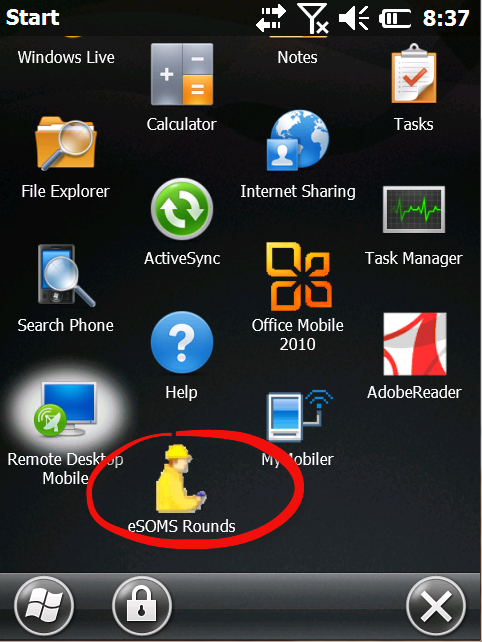 Start
8:37
Windows Live
Notes
Calculator
Tasks
File Explorer
Internet Sharing
ActiveSync
Task Manager
Search Phone
Office Mobile
2010
Help
AdobeReader
Remote Desktop
Mobile
MyMobiler
eSOMS Rounds